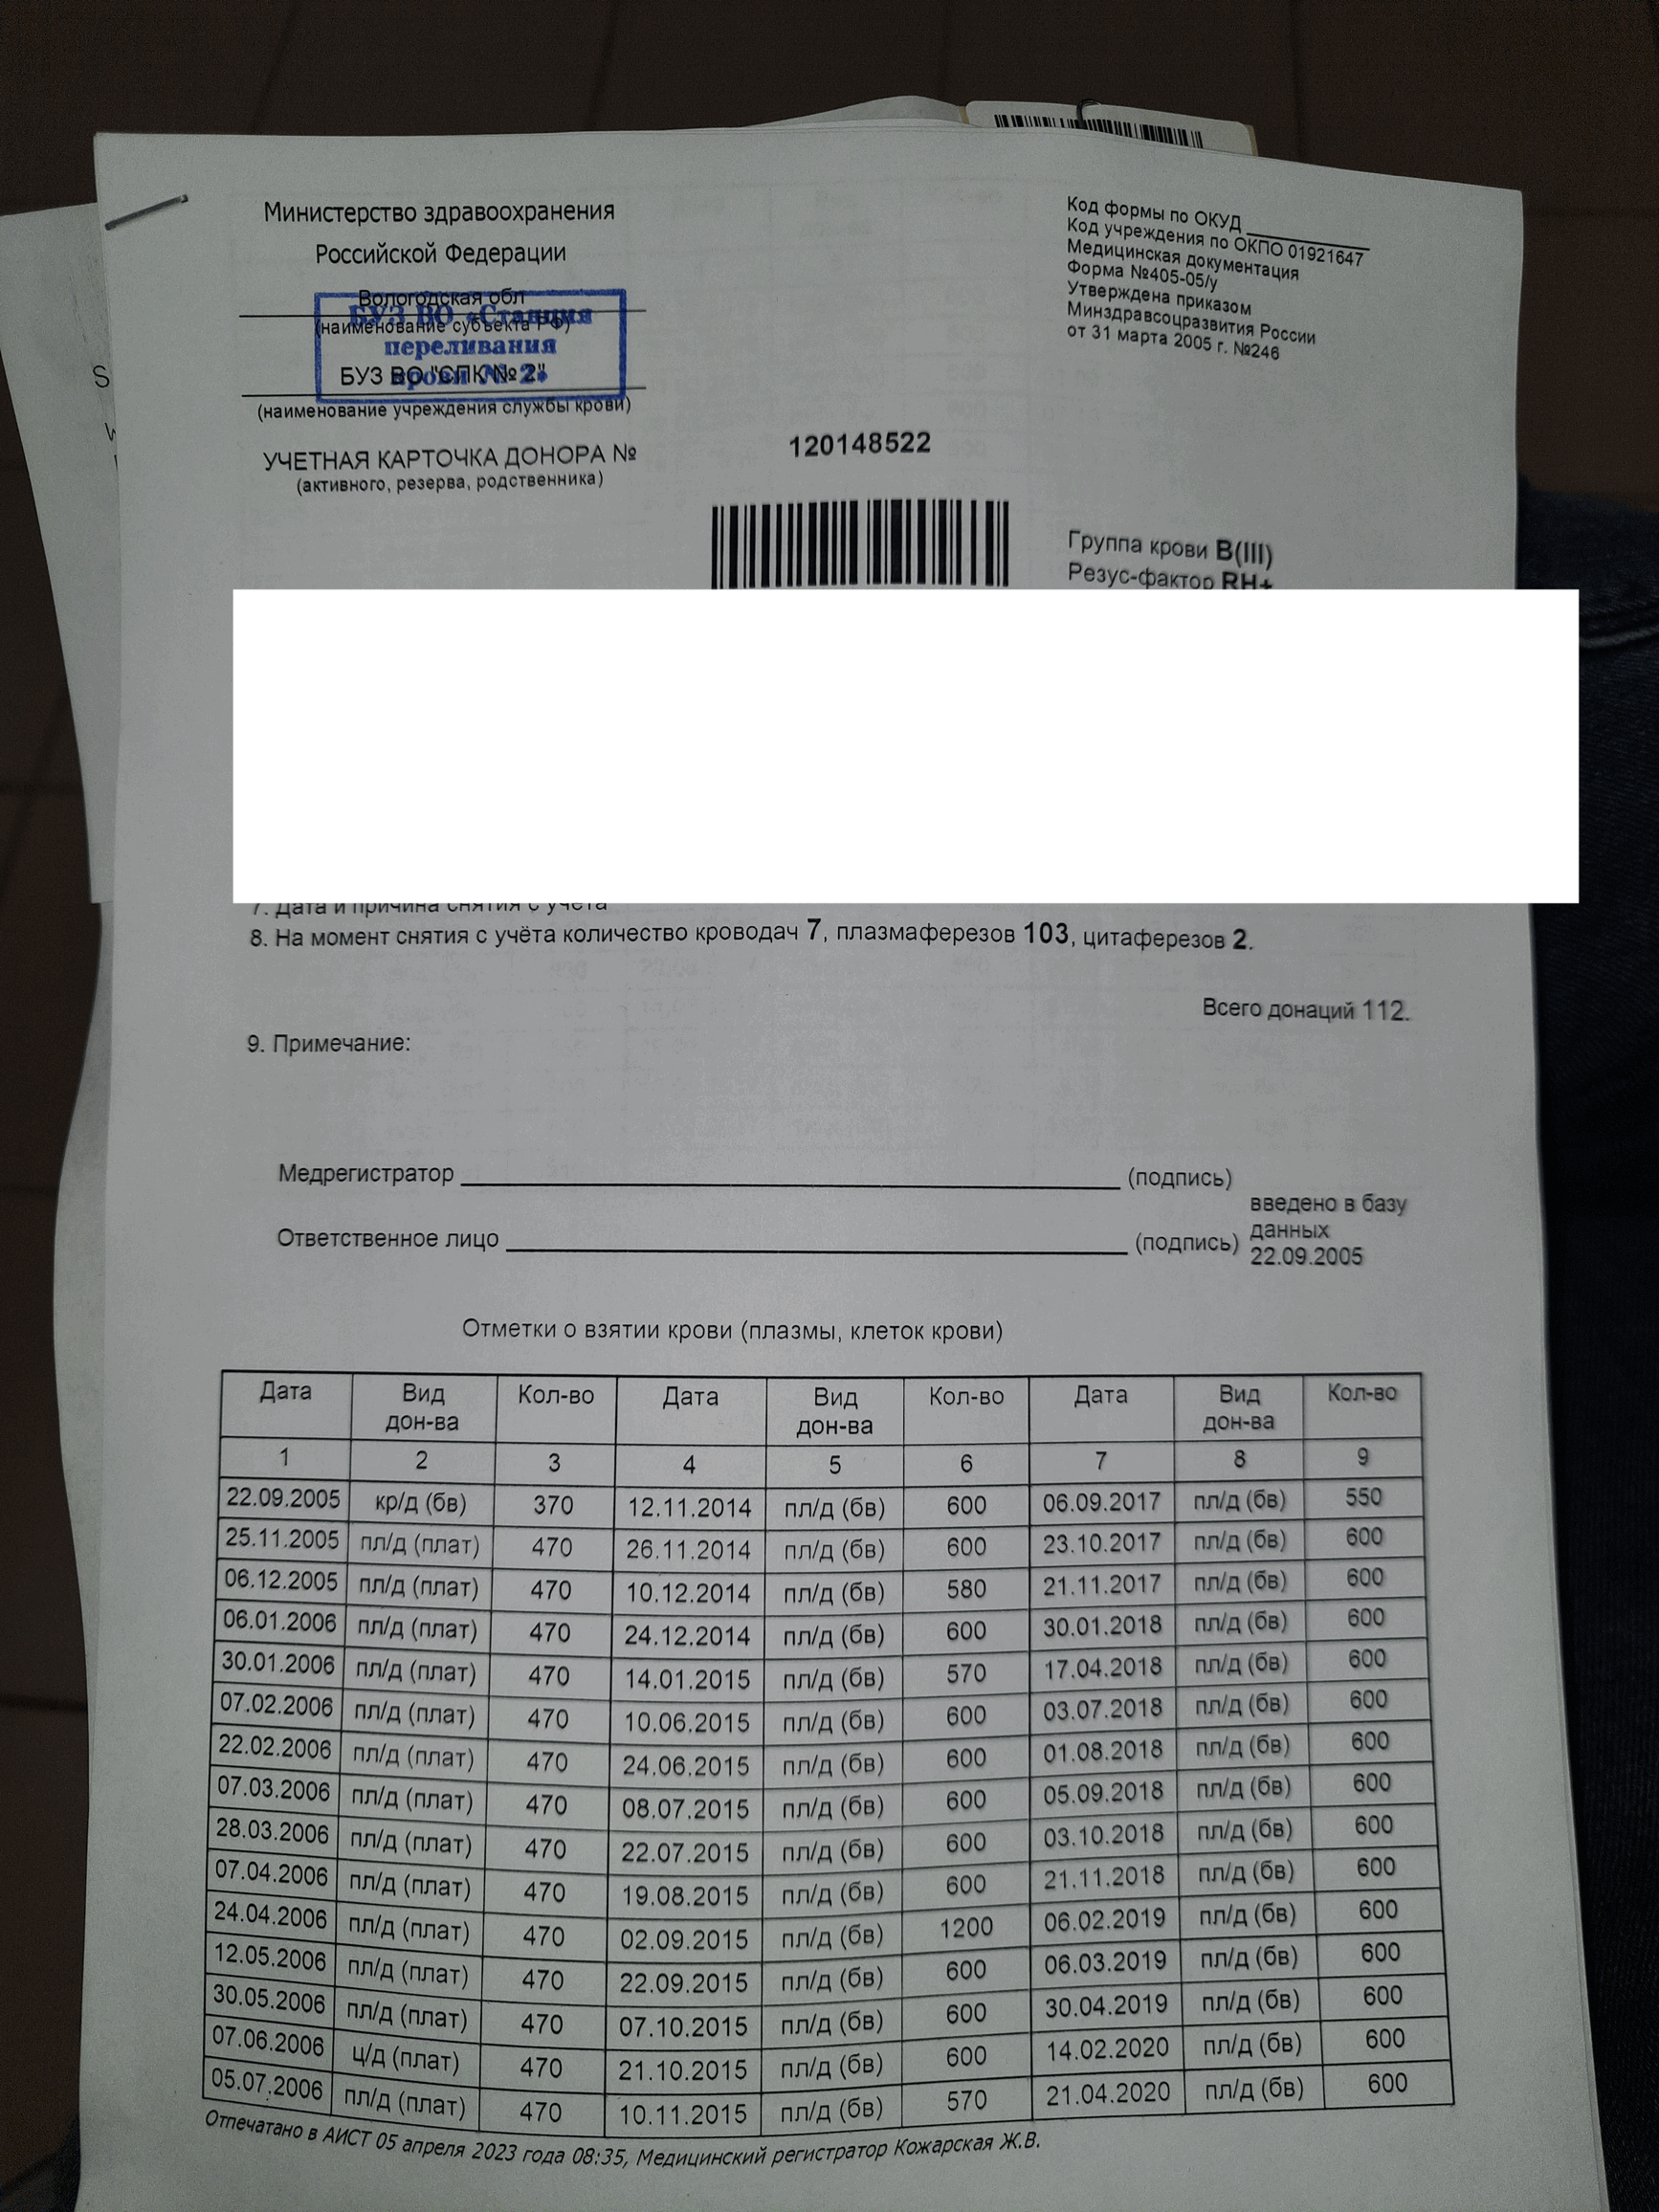 Министерство здравоохранения
Российской Федерации
Вологодская обл
(наименование субъекта РФ)
БУЗ ВО «Станция
переливания
крови № 2»
БУЗ ВО "СПК № 2"
(наименование учреждения службы крови)
Код формы по ОКУД
Код учреждения по ОКПО 01921647
Медицинская документация
Форма №405-05/у
Утверждена приказом
Минздравсоцразвития России
от 31 марта 2005 г. №246
УЧЕТНАЯ КАРТОЧКА ДОНОРА № 120148522
(активного, резерва, родственника)
Группа крови B(III)
Резус-фактор RH+
7. Дата и причина снятия с учёта
8. На момент снятия с учёта количество кроводач 7, плазмаферезов 103, цитаферезов 2.
Всего донаций 112.
9. Примечание:
Медрегистратор (подпись)
Ответственное лицо (подпись)
введено в базу
данных
22.09.2005
Отметки о взятии крови (плазмы, клеток крови)
Дата Вид дон-ва Кол-во Дата Вид дон-ва Кол-во Дата Вид дон-ва Кол-во
1 2 3 4 5 6 7 8 9
22.09.2005 кр/д (бв) 370 12.11.2014 пл/д (бв) 600 06.09.2017 пл/д (бв) 550
25.11.2005 пл/д (плат) 470 26.11.2014 пл/д (бв) 600 23.10.2017 пл/д (бв) 600
06.12.2005 пл/д (плат) 470 10.12.2014 пл/д (бв) 580 21.11.2017 пл/д (бв) 600
06.01.2006 пл/д (плат) 470 24.12.2014 пл/д (бв) 600 30.01.2018 пл/д (бв) 600
30.01.2006 пл/д (плат) 470 14.01.2015 пл/д (бв) 570 17.04.2018 пл/д (бв) 600
07.02.2006 пл/д (плат) 470 10.06.2015 пл/д (бв) 600 03.07.2018 пл/д (бв) 600
22.02.2006 пл/д (плат) 470 24.06.2015 пл/д (бв) 600 01.08.2018 пл/д (бв) 600
07.03.2006 пл/д (плат) 470 08.07.2015 пл/д (бв) 600 05.09.2018 пл/д (бв) 600
28.03.2006 пл/д (плат) 470 22.07.2015 пл/д (бв) 600 03.10.2018 пл/д (бв) 600
07.04.2006 пл/д (плат) 470 19.08.2015 пл/д (бв) 600 21.11.2018 пл/д (бв) 600
24.04.2006 пл/д (плат) 470 02.09.2015 пл/д (бв) 1200 06.02.2019 пл/д (бв) 600
12.05.2006 пл/д (плат) 470 22.09.2015 пл/д (бв) 600 06.03.2019 пл/д (бв) 600
30.05.2006 пл/д (плат) 470 07.10.2015 пл/д (бв) 600 30.04.2019 пл/д (бв) 600
07.06.2006 ц/д (плат) 470 21.10.2015 пл/д (бв) 600 14.02.2020 пл/д (бв) 600
05.07.2006 пл/д (плат) 470 10.11.2015 пл/д (бв) 570 21.04.2020 пл/д (бв) 600
Отпечатано в АИСТ 05 апреля 2023 года 08:35, Медицинский регистратор Кожарская Ж.В.